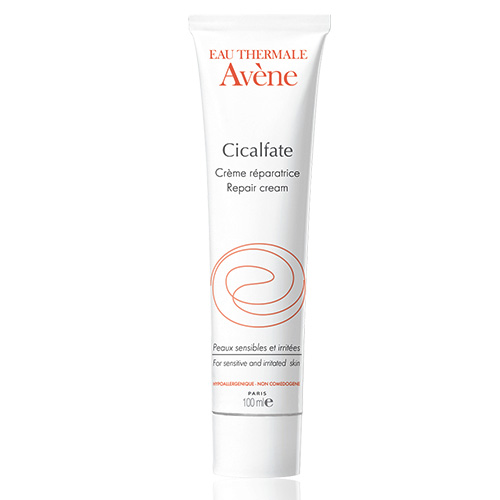 EAU THERMALE
Avène
Cicalfate
Crème réparatrice
Repair cream
Peaux sensibles et irritées
For sensitive and irritated skin
HYPOALLERGENIQUE - NON COMEDOGENE
PARIS
100 ml e